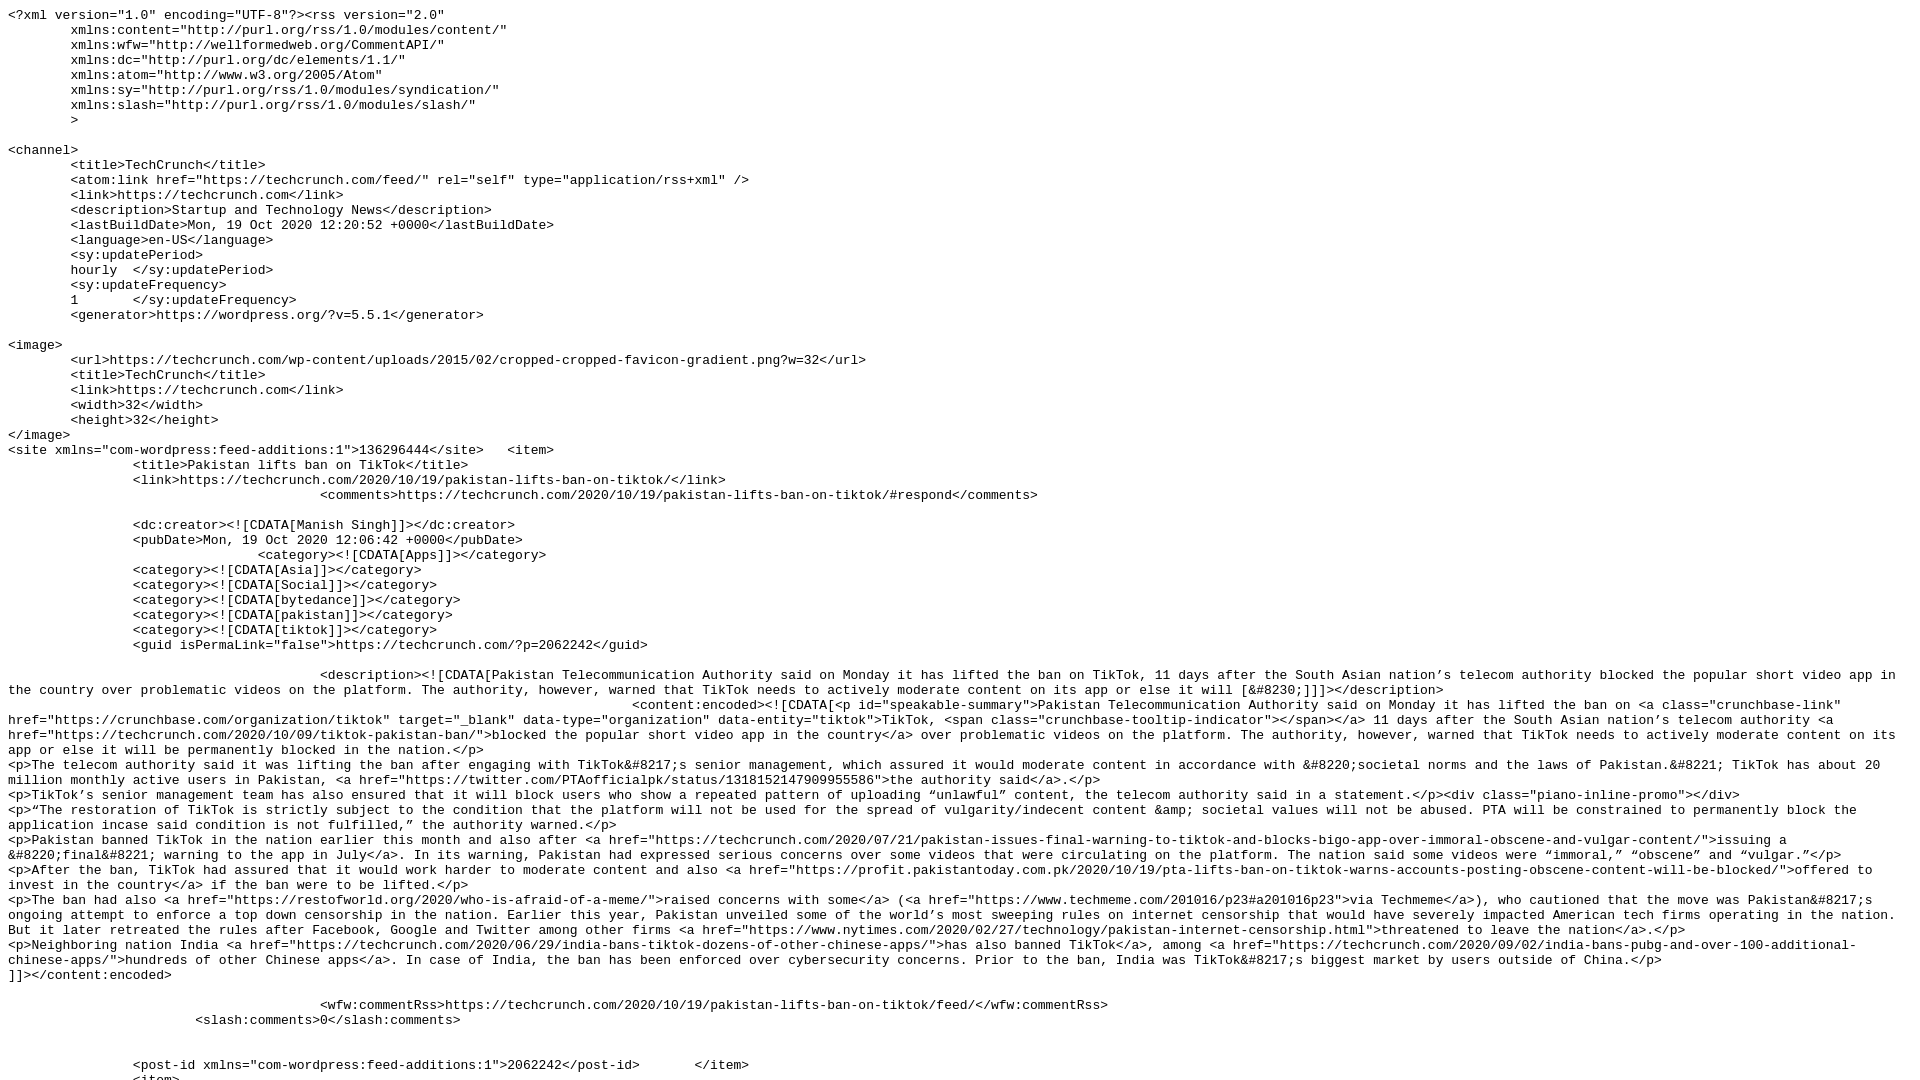 <?xml version="1.0" encoding="UTF-8"?><rss version="2.0"
xmlns:content="http://purl.org/rss/1.0/modules/content/"
xmlns:wfw="http://wellformedweb.org/CommentAPI/"
xmlns:dc="http://purl.org/dc/elements/1.1/"
xmlns:atom="http://www.w3.org/2005/Atom"
xmlns:sy="http://purl.org/rss/1.0/modules/syndication/"
xmlns:slash="http://purl.org/rss/1.0/modules/slash/"
>
<channel>
<title>TechCrunch</title>
<atom:link href="https://techcrunch.com/feed/" rel="self" type="application/rss+xml" />
<link>https://techcrunch.com</link>
<description>Startup and Technology News</description>
<lastBuildDate>Mon, 19 Oct 2020 12:20:52 +0000</lastBuildDate>
<language>en-US</language>
<sy:updatePeriod>
hourly </sy:updatePeriod>
<sy:updateFrequency>
1 </sy:updateFrequency>
<generator>https://wordpress.org/?v=5.5.1</generator>
<image>
<url>https://techcrunch.com/wp-content/uploads/2015/02/cropped-cropped-favicon-gradient.png?w=32</url>
<title>TechCrunch</title>
<link>https://techcrunch.com</link>
<width>32</width>
<height>32</height>
</image>
<site xmlns="com-wordpress:feed-additions:1">136296444</site> <item>
<title>Pakistan lifts ban on TikTok</title>
<link>https://techcrunch.com/2020/10/19/pakistan-lifts-ban-on-tiktok/</link>
<comments>https://techcrunch.com/2020/10/19/pakistan-lifts-ban-on-tiktok/#respond</comments>
<dc:creator><![CDATA[Manish Singh]]></dc:creator>
<pubDate>Mon, 19 Oct 2020 12:06:42 +0000</pubDate>
<category><![CDATA[Apps]]></category>
<category><![CDATA[Asia]]></category>
<category><![CDATA[Social]]></category>
<category><![CDATA[bytedance]]></category>
<category><![CDATA[pakistan]]></category>
<category><![CDATA[tiktok]]></category>
<guid isPermaLink="false">https://techcrunch.com/?p=2062242</guid>
<description><![CDATA[Pakistan Telecommunication Authority said on Monday it has lifted the ban on TikTok, 11 days after the South Asian nation’s telecom authority blocked the popular short video app in
the country over problematic videos on the platform. The authority, however, warned that TikTok needs to actively moderate content on its app or else it will [&#8230;]]]></description>
<content:encoded><![CDATA[<p id="speakable-summary">Pakistan Telecommunication Authority said on Monday it has lifted the ban on <a class="crunchbase-link"
href="https://crunchbase.com/organization/tiktok" target="_blank" data-type="organization" data-entity="tiktok">TikTok, <span class="crunchbase-tooltip-indicator"></span></a> 11 days after the South Asian nation’s telecom authority <a
href="https://techcrunch.com/2020/10/09/tiktok-pakistan-ban/">blocked the popular short video app in the country</a> over problematic videos on the platform. The authority, however, warned that TikTok needs to actively moderate content on its
app or else it will be permanently blocked in the nation.</p>
<p>The telecom authority said it was lifting the ban after engaging with TikTok&#8217;s senior management, which assured it would moderate content in accordance with &#8220;societal norms and the laws of Pakistan.&#8221; TikTok has about 20
million monthly active users in Pakistan, <a href="https://twitter.com/PTAofficialpk/status/1318152147909955586">the authority said</a>.</p>
<p>TikTok’s senior management team has also ensured that it will block users who show a repeated pattern of uploading “unlawful” content, the telecom authority said in a statement.</p><div class="piano-inline-promo"></div>
<p>“The restoration of TikTok is strictly subject to the condition that the platform will not be used for the spread of vulgarity/indecent content &amp; societal values will not be abused. PTA will be constrained to permanently block the
application incase said condition is not fulfilled,” the authority warned.</p>
<p>Pakistan banned TikTok in the nation earlier this month and also after <a href="https://techcrunch.com/2020/07/21/pakistan-issues-final-warning-to-tiktok-and-blocks-bigo-app-over-immoral-obscene-and-vulgar-content/">issuing a
&#8220;final&#8221; warning to the app in July</a>. In its warning, Pakistan had expressed serious concerns over some videos that were circulating on the platform. The nation said some videos were “immoral,” “obscene” and “vulgar.”</p>
<p>After the ban, TikTok had assured that it would work harder to moderate content and also <a href="https://profit.pakistantoday.com.pk/2020/10/19/pta-lifts-ban-on-tiktok-warns-accounts-posting-obscene-content-will-be-blocked/">offered to
invest in the country</a> if the ban were to be lifted.</p>
<p>The ban had also <a href="https://restofworld.org/2020/who-is-afraid-of-a-meme/">raised concerns with some</a> (<a href="https://www.techmeme.com/201016/p23#a201016p23">via Techmeme</a>), who cautioned that the move was Pakistan&#8217;s
ongoing attempt to enforce a top down censorship in the nation. Earlier this year, Pakistan unveiled some of the world’s most sweeping rules on internet censorship that would have severely impacted American tech firms operating in the nation.
But it later retreated the rules after Facebook, Google and Twitter among other firms <a href="https://www.nytimes.com/2020/02/27/technology/pakistan-internet-censorship.html">threatened to leave the nation</a>.</p>
<p>Neighboring nation India <a href="https://techcrunch.com/2020/06/29/india-bans-tiktok-dozens-of-other-chinese-apps/">has also banned TikTok</a>, among <a href="https://techcrunch.com/2020/09/02/india-bans-pubg-and-over-100-additional-
chinese-apps/">hundreds of other Chinese apps</a>. In case of India, the ban has been enforced over cybersecurity concerns. Prior to the ban, India was TikTok&#8217;s biggest market by users outside of China.</p>
]]></content:encoded>
<wfw:commentRss>https://techcrunch.com/2020/10/19/pakistan-lifts-ban-on-tiktok/feed/</wfw:commentRss>
<slash:comments>0</slash:comments>
<post-id xmlns="com-wordpress:feed-additions:1">2062242</post-id> </item>
<item>